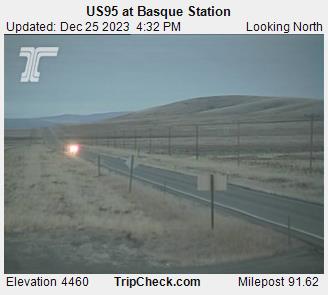 US95 at Basque Station
Updated: Dec 25 2023 4:32 PM Looking North
Elevation 4460 TripCheck.com Milepost 91.62